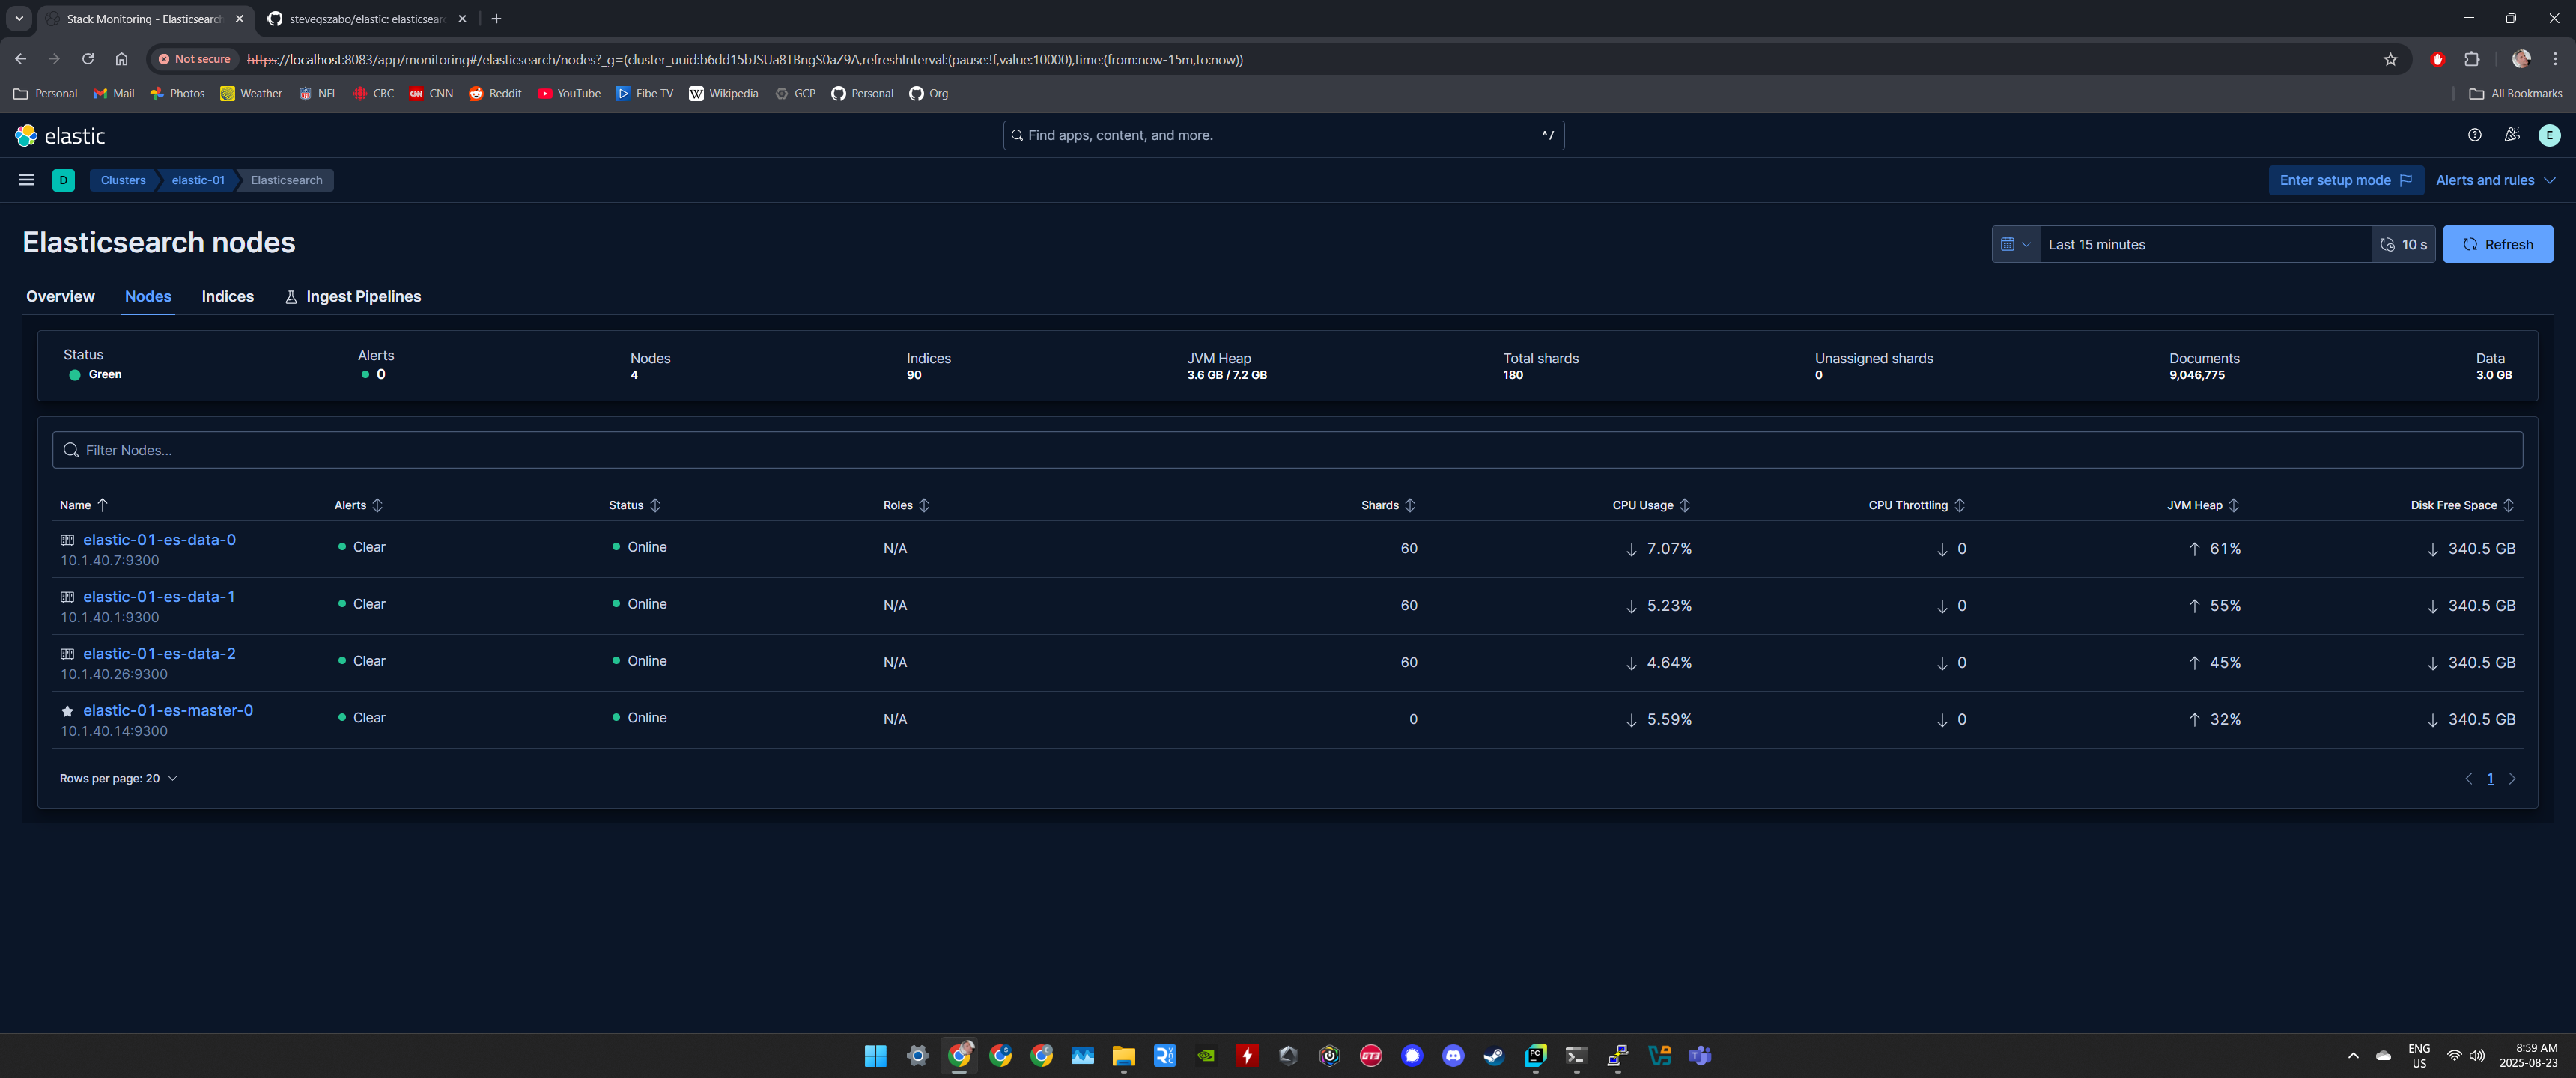 Stack Monitoring - Elasticsearch
stevegszabo/elastic: elasticsear
Not secure
https://localhost:8083/app/monitoring#/elasticsearch/nodes?_g=(cluster_uuid:b6dd15bJSUa8TBngS0aZ9A,refreshInterval:(pause:!f,value:10000),time:(from:now-15m,to:now))
Personal Mail Photos Weather NFL CBC CNN Reddit YouTube Fibe TV Wikipedia GCP Personal Org All Bookmarks
elastic
Find apps, content, and more. ^/
E
D Clusters elastic-01 Elasticsearch Enter setup mode Alerts and rules
Elasticsearch nodes
Last 15 minutes 10 s Refresh
Overview Nodes Indices Ingest Pipelines
Status Alerts Nodes Indices JVM Heap Total shards Unassigned shards Documents Data
Green 0 4 90 3.6 GB / 7.2 GB 180 0 9,046,775 3.0 GB
Filter Nodes...
Name Alerts Status Roles Shards CPU Usage CPU Throttling JVM Heap Disk Free Space
elastic-01-es-data-0 Clear Online N/A 60 7.07% 0 61% 340.5 GB
10.1.40.7:9300
elastic-01-es-data-1 Clear Online N/A 60 5.23% 0 55% 340.5 GB
10.1.40.1:9300
elastic-01-es-data-2 Clear Online N/A 60 4.64% 0 45% 340.5 GB
10.1.40.26:9300
elastic-01-es-master-0 Clear Online N/A 0 5.59% 0 32% 340.5 GB
10.1.40.14:9300
Rows per page: 20 1
ENG 8:59 AM
US 2025-08-23